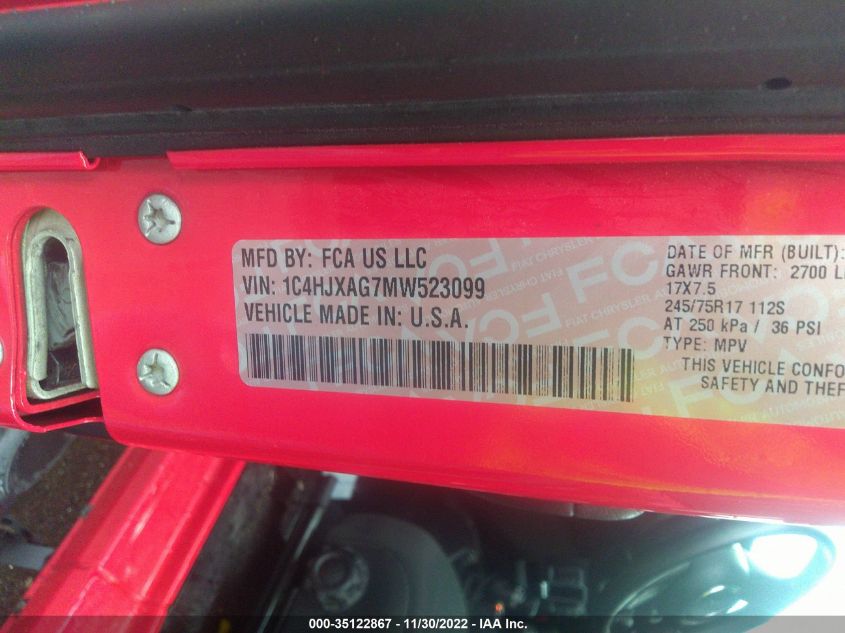 MFD BY: FCA US LLC
VIN: 1C4HJXAG7MW523099
VEHICLE MADE IN: U.S.A.
DATE OF MFR (BUILT):
GAWR FRONT: 2700 L
17X7.5
245/75R17 112S
AT 250 kPa / 36 PSI
TYPE: MPV
THIS VEHICLE CONFO
SAFETY AND THEF
000-35122867 - 11/30/2022 - IAA Inc.